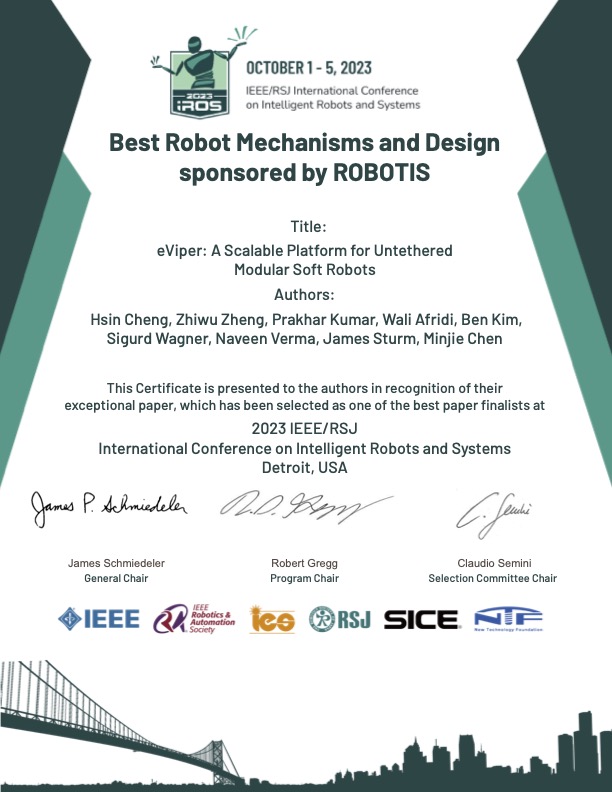 2023
iROS
OCTOBER 1 - 5, 2023
IEEE/RSJ International Conference
on Intelligent Robots and Systems
Best Robot Mechanisms and Design
sponsored by ROBOTIS
Title:
eViper: A Scalable Platform for Untethered
Modular Soft Robots
Authors:
Hsin Cheng, Zhiwu Zheng, Prakhar Kumar, Wali Afridi, Ben Kim,
Sigurd Wagner, Naveen Verma, James Sturm, Minjie Chen
This Certificate is presented to the authors in recognition of their
exceptional paper, which has been selected as one of the best paper finalists at
2023 IEEE/RSJ
International Conference on Intelligent Robots and Systems
Detroit, USA
James P. Schmiedeler
C. Semini
James Schmiedeler
Robert Gregg
Claudio Semini
General Chair
Program Chair
Selection Committee Chair
IEEE
IEEE
Robotics &
Automation
Society
ies
RSJ
SICE
NTF
New Technology Foundation